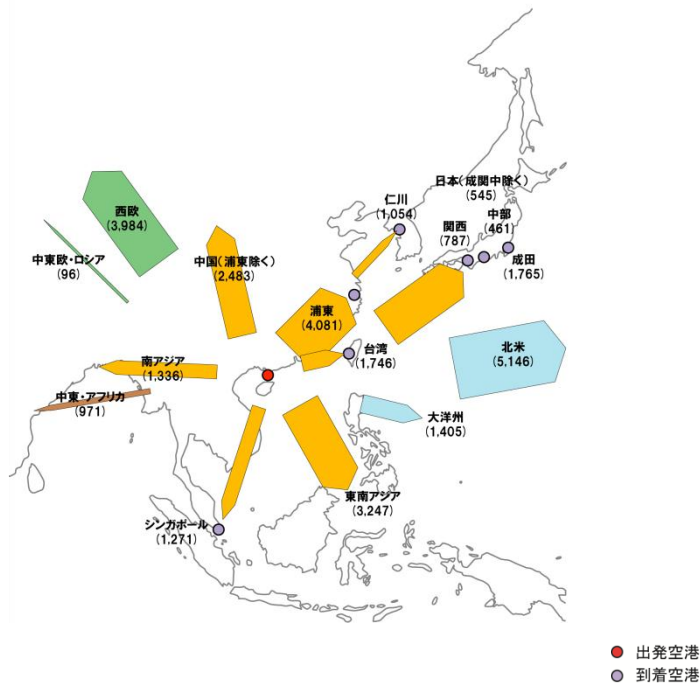 日本(成関中除く)
(545)
仁川
(1,054)
西欧
(3,984)
関西
(787)
中部
(461)
中東欧・ロシア
(96)
中国(浦東除く)
(2,483)
成田
(1,765)
浦東
(4,081)
北米
(5,146)
台湾
(1,746)
南アジア
(1,336)
中東・アフリカ
(971)
大洋州
(1,405)
東南アジア
(3,247)
シンガポール
(1,271)
出発空港
到着空港